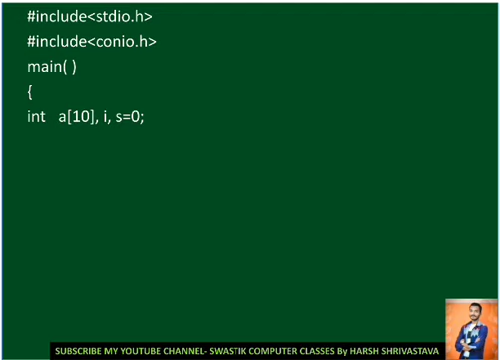 #include<stdio.h>
#include<conio.h>
main( )
{
int   a[10], i, s=0;
SUBSCRIBE MY YOUTUBE CHANNEL- SWASTIK COMPUTER CLASSES By HARSH SHRIVASTAVA